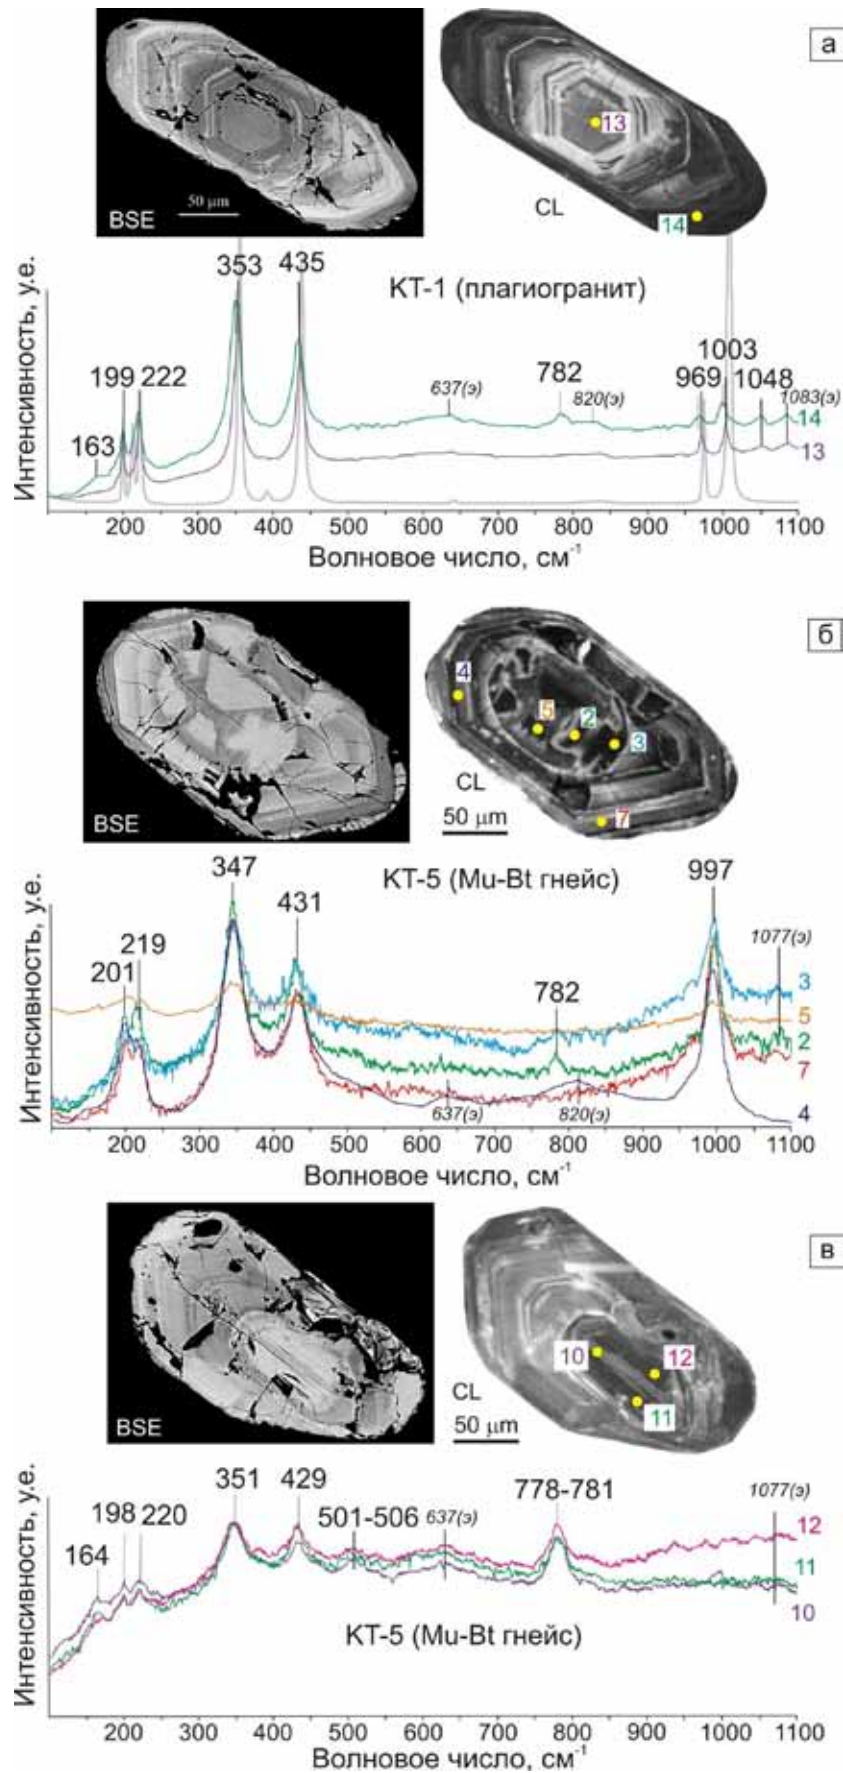 а
BSE
50 µm
CL
13
14
Интенсивность, у.е.
КТ-1 (плагиогранит)
353
435
1003
199
222
637(э)
782
820(э)
969
1048
1083(э)
163
14
13
200 300 400 500 600 700 800 900 1000 1100
Волновое число, см-1
б
BSE
CL
50 µm
4
5
2
3
7
Интенсивность, у.е.
КТ-5 (Mu-Bt гнейс)
347
997
431
219
201
782
1077(э)
637(э)
820(э)
3
5
2
7
4
200 300 400 500 600 700 800 900 1000 1100
Волновое число, см-1
в
BSE
CL
50 µm
10
12
11
Интенсивность, у.е.
351
429
778-781
198
220
501-506
637(э)
1077(э)
164
12
11
10
КТ-5 (Mu-Bt гнейс)
200 300 400 500 600 700 800 900 1000 1100
Волновое число, см-1